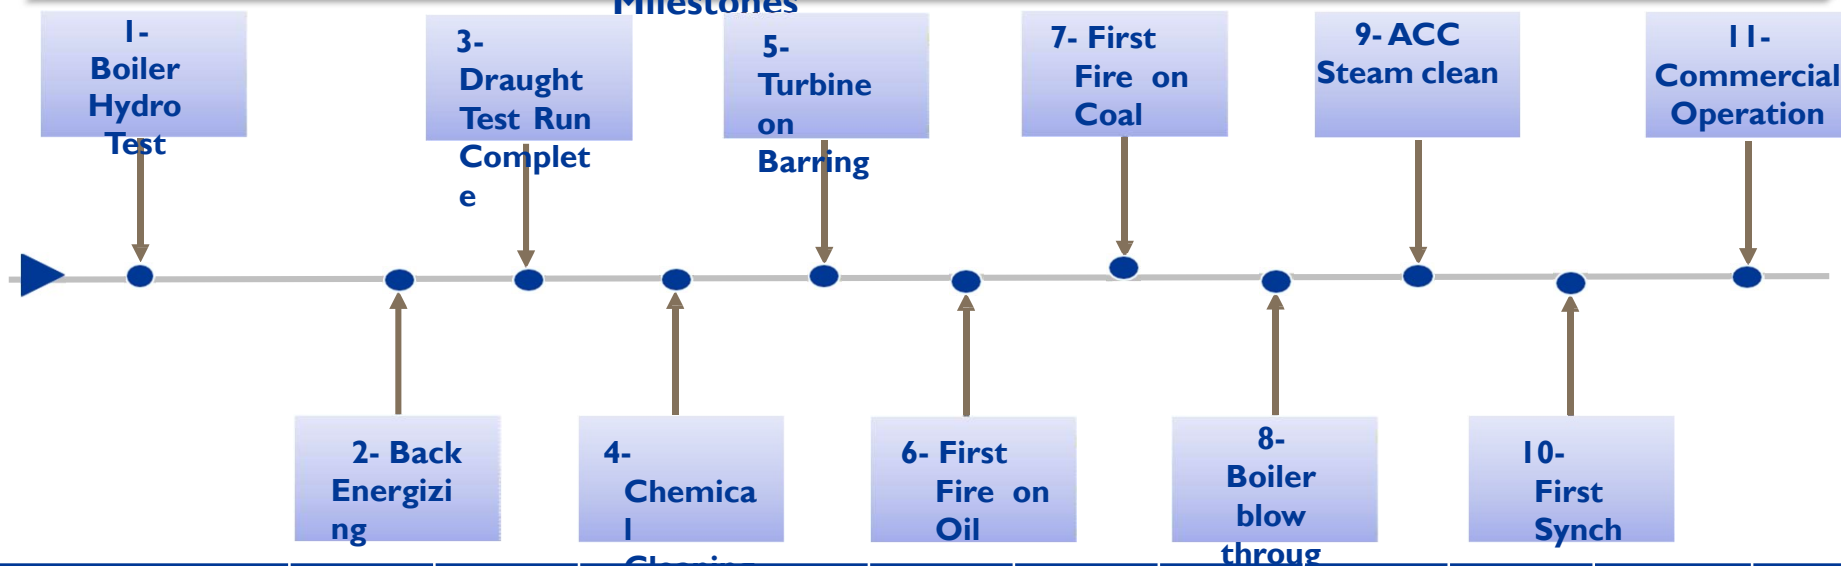 Milestones
1-
Boiler
Hydro
Test
3-
Draught
Test Run
Complet
e
5-
Turbine
on
Barring
7- First
Fire on
Coal
9- ACC
Steam clean
11-
Commercial
Operation
2- Back
Energizi
ng
4-
Chemica
l
Cleaning
6- First
Fire on
Oil
8-
Boiler
blow
throug
10-
First
Synch